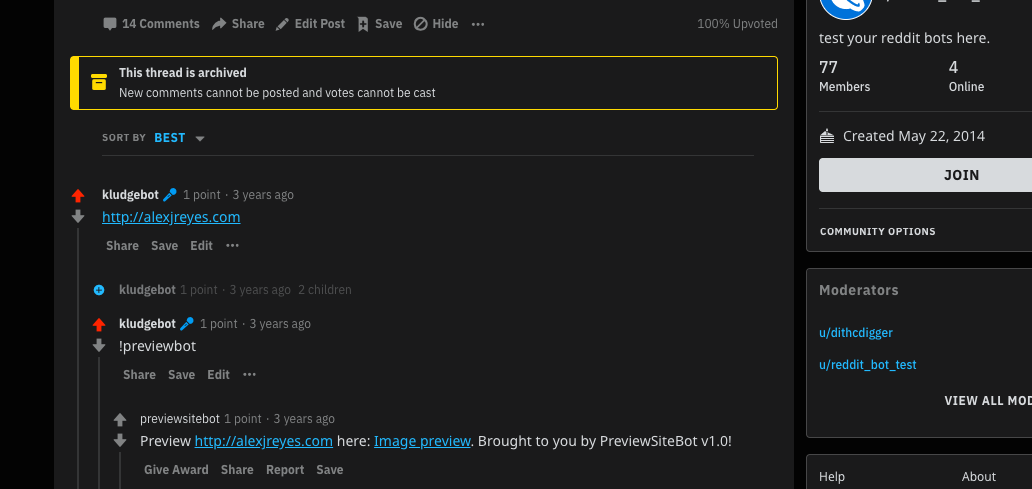 14 Comments Share Edit Post Save Hide ··· 100% Upvoted
This thread is archived
New comments cannot be posted and votes cannot be cast
SORT BY BEST
kludgebot 1 point · 3 years ago
http://alexjreyes.com
Share Save Edit ···
kludgebot 1 point · 3 years ago 2 children
kludgebot 1 point · 3 years ago
!previewbot
Share Save Edit ···
previewsitebot 1 point · 3 years ago
Preview http://alexjreyes.com here: Image preview. Brought to you by PreviewSiteBot v1.0!
Give Award Share Report Save
test your reddit bots here.
77 4
Members Online
Created May 22, 2014
JOIN
COMMUNITY OPTIONS
Moderators
u/dithcdigger
u/reddit_bot_test
VIEW ALL MOD
Help About